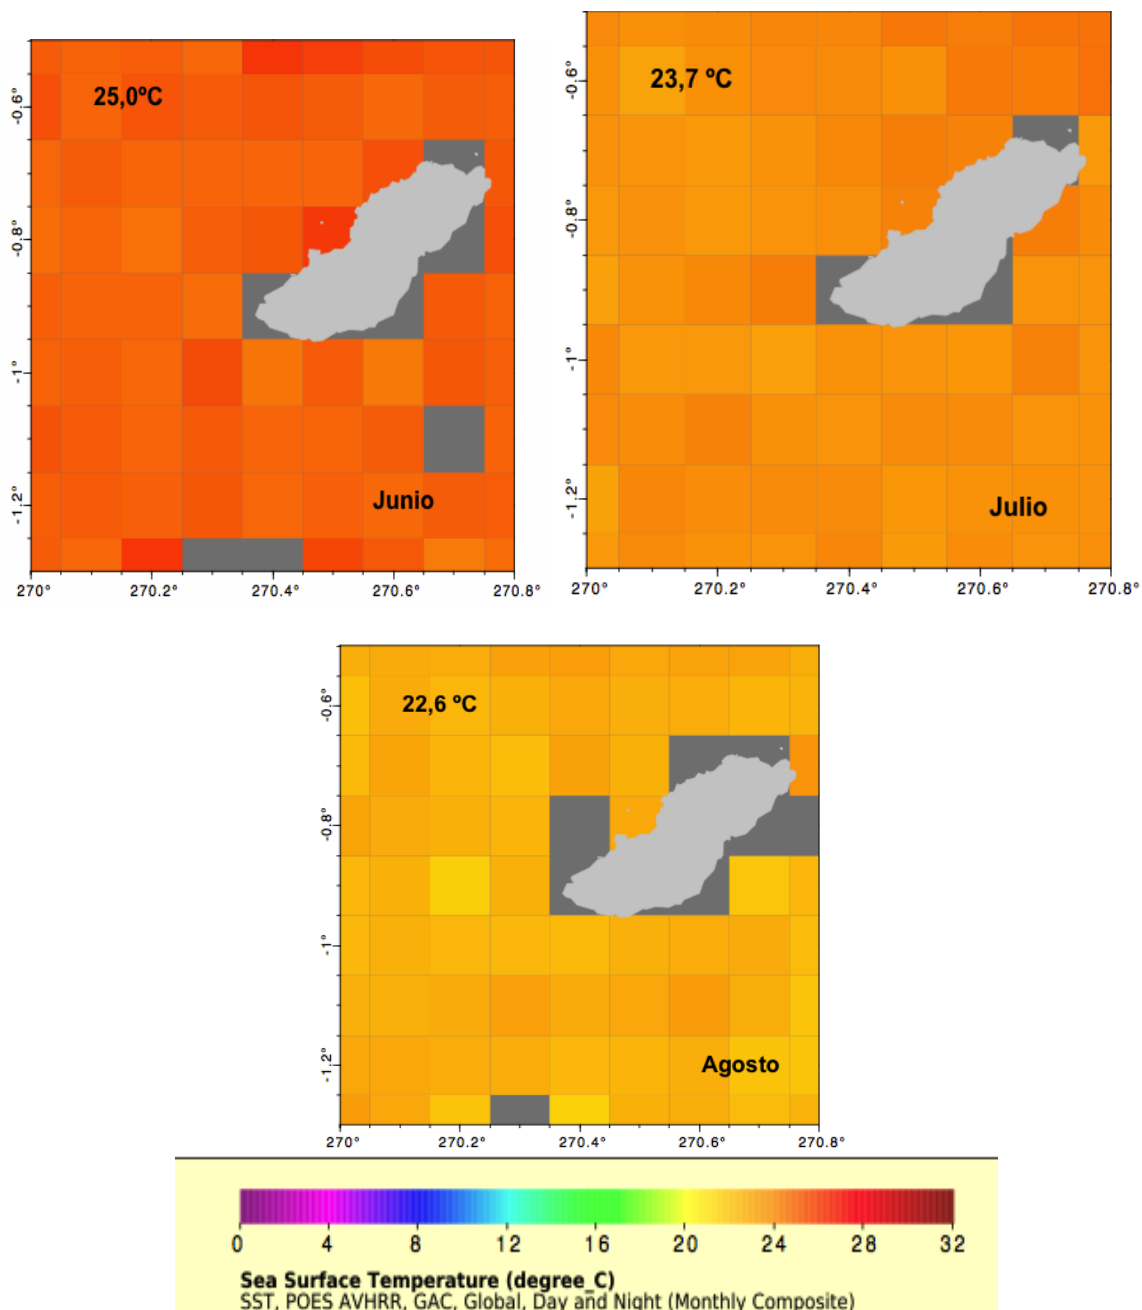 25,0ºC
-0.6°
-0.8°
-1°
-1.2°
Junio
270° 270.2° 270.4° 270.6° 270.8°
23,7 ºC
-0.6°
-0.8°
-1°
-1.2°
Julio
270° 270.2° 270.4° 270.6° 270.8°
22,6 ºC
-0.6°
-0.8°
-1°
-1.2°
Agosto
270° 270.2° 270.4° 270.6° 270.8°
0 4 8 12 16 20 24 28 32
Sea Surface Temperature (degree_C)
SST, POES AVHRR, GAC, Global, Day and Night (Monthly Composite)